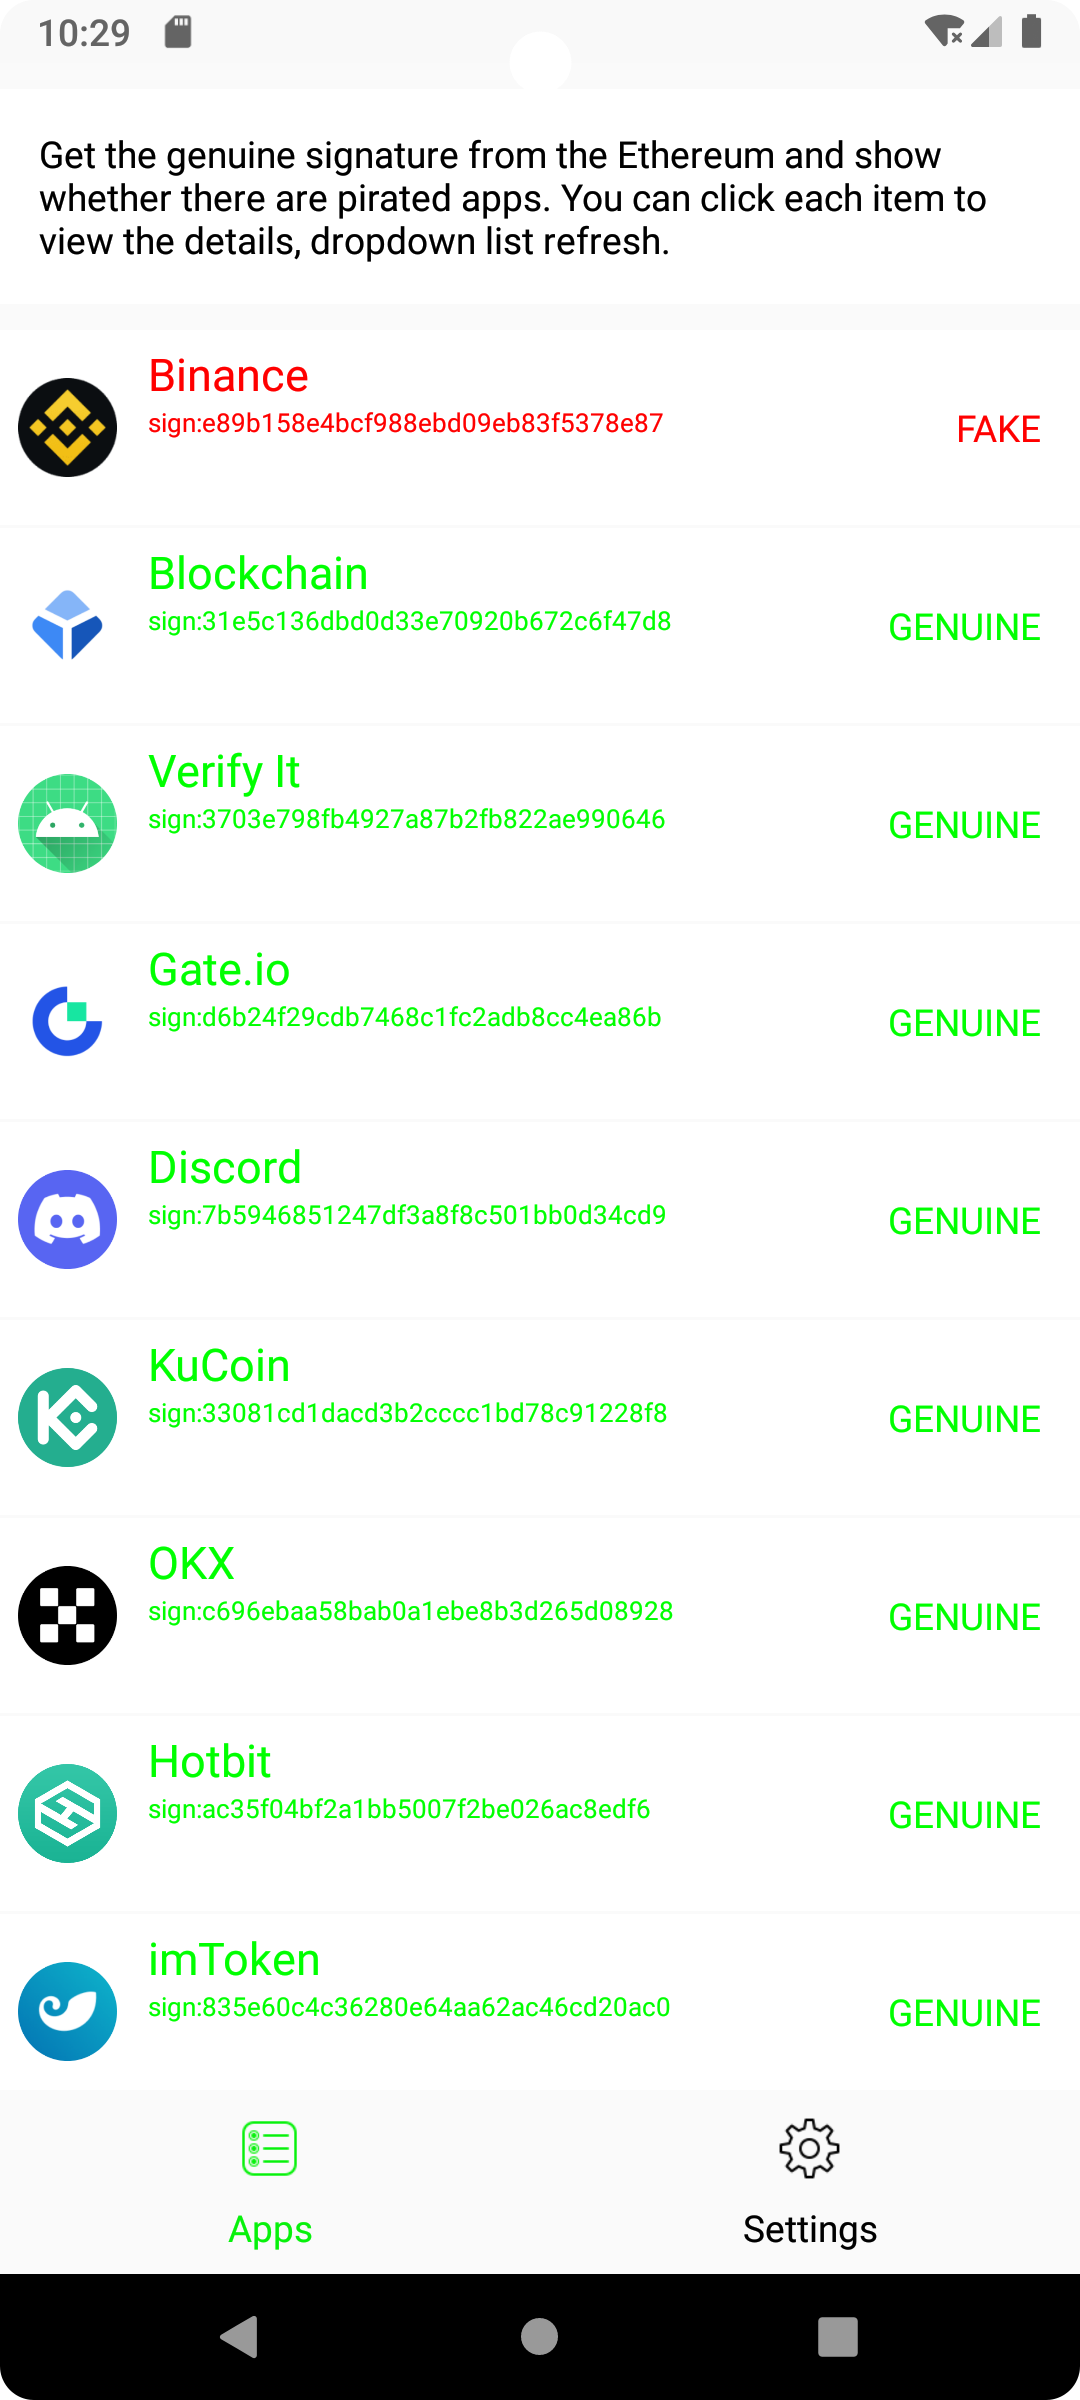 10:29
Get the genuine signature from the Ethereum and show
whether there are pirated apps. You can click each item to
view the details, dropdown list refresh.
Binance
sign:e89b158e4bcf988ebd09eb83f5378e87
FAKE
Blockchain
sign:31e5c136dbd0d33e70920b672c6f47d8
GENUINE
Verify It
sign:3703e798fb4927a87b2fb822ae990646
GENUINE
Gate.io
sign:d6b24f29cdb7468c1fc2adb8cc4ea86b
GENUINE
Discord
sign:7b5946851247df3a8f8c501bb0d34cd9
GENUINE
KuCoin
sign:33081cd1dacd3b2cccc1bd78c91228f8
GENUINE
OKX
sign:c696ebaa58bab0a1ebe8b3d265d08928
GENUINE
Hotbit
sign:ac35f04bf2a1bb5007f2be026ac8edf6
GENUINE
imToken
sign:835e60c4c36280e64aa62ac46cd20ac0
GENUINE
Apps
Settings